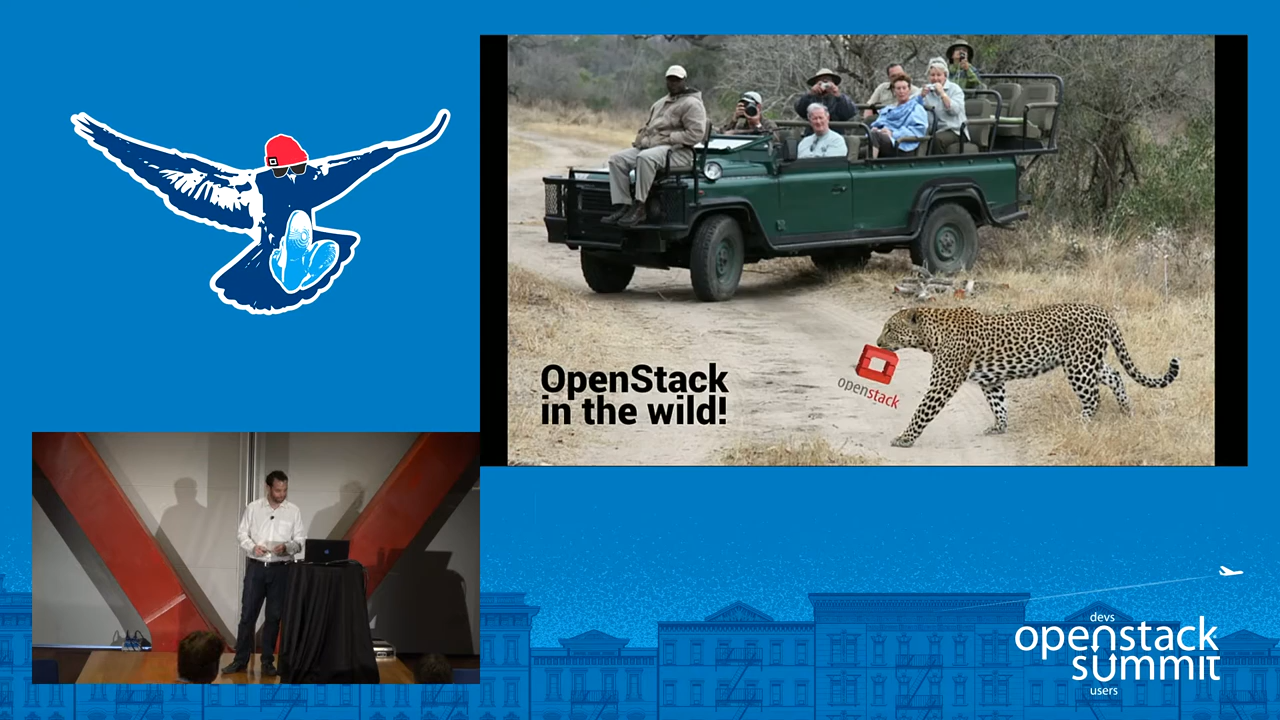 OpenStack
in the wild!
openstack
devs
openstack
summit
users